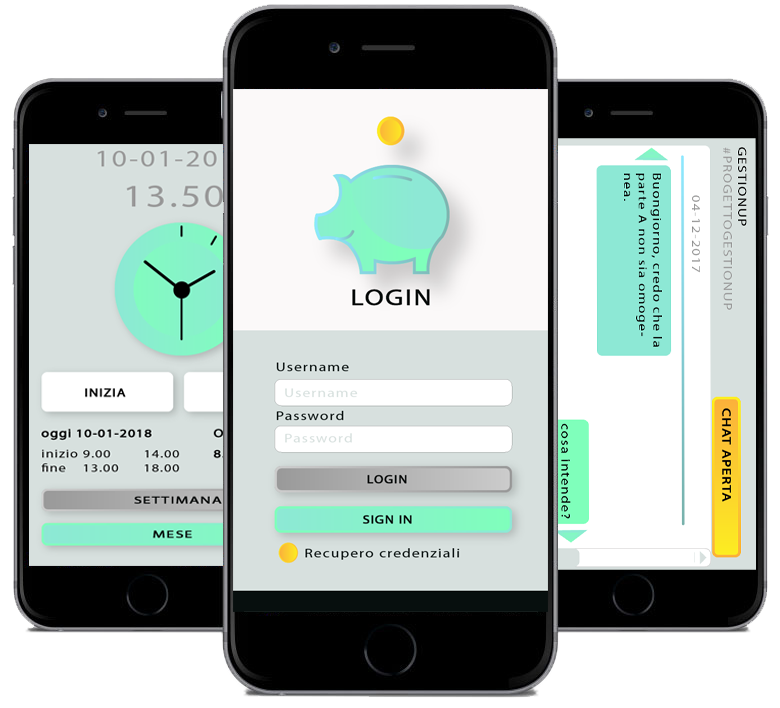 10-01-20
13.50
INIZIA
oggi 10-01-2018
O
inizio 9.00 14.00
8.
fine 13.00 18.00
SETTIMANA
MESE
LOGIN
Username
Username
Password
Password
LOGIN
SIGN IN
Recupero credenziali
GESTIONUP
#PROGETTOGESTIONUP
04-12-2017
Buongiorno, credo che la
parte A non sia omoge-
nea.
cosa intende?
CHAT APERTA